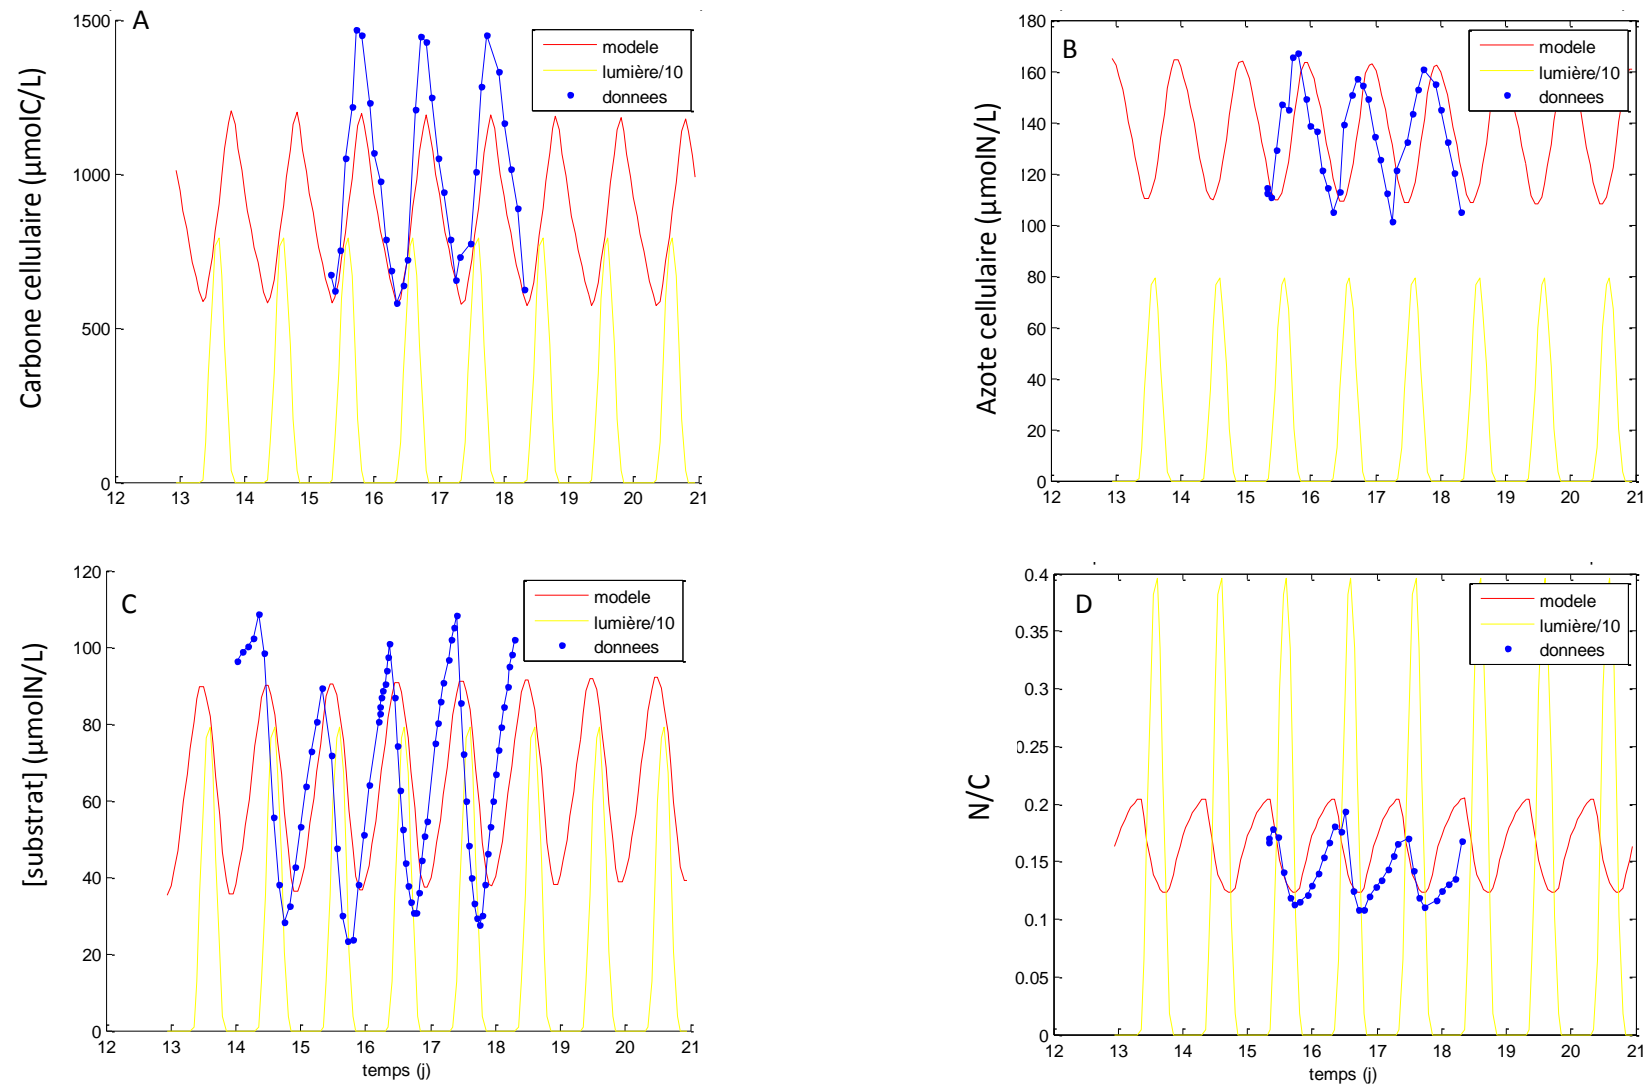 A
Carbone cellulaire (µmolC/L)
1500
1000
500
0
12 13 14 15 16 17 18 19 20 21
modele
lumière/10
donnees
B
Azote cellulaire (µmolN/L)
180
160
140
120
100
80
60
40
20
0
12 13 14 15 16 17 18 19 20 21
modele
lumière/10
donnees
C
[substrat] (µmolN/L)
120
100
80
60
40
20
0
12 13 14 15 16 17 18 19 20 21
temps (j)
modele
lumière/10
donnees
D
N/C
0.4
0.35
0.3
0.25
0.2
0.15
0.1
0.05
0
12 13 14 15 16 17 18 19 20 21
temps (j)
modele
lumière/10
donnees